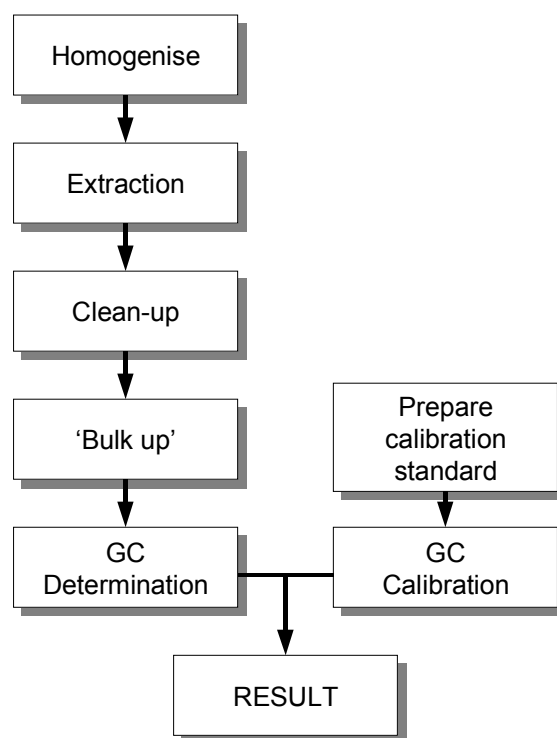 Homogenise
Extraction
Clean-up
‘Bulk up’
Prepare
calibration
standard
GC
Determination
GC
Calibration
RESULT